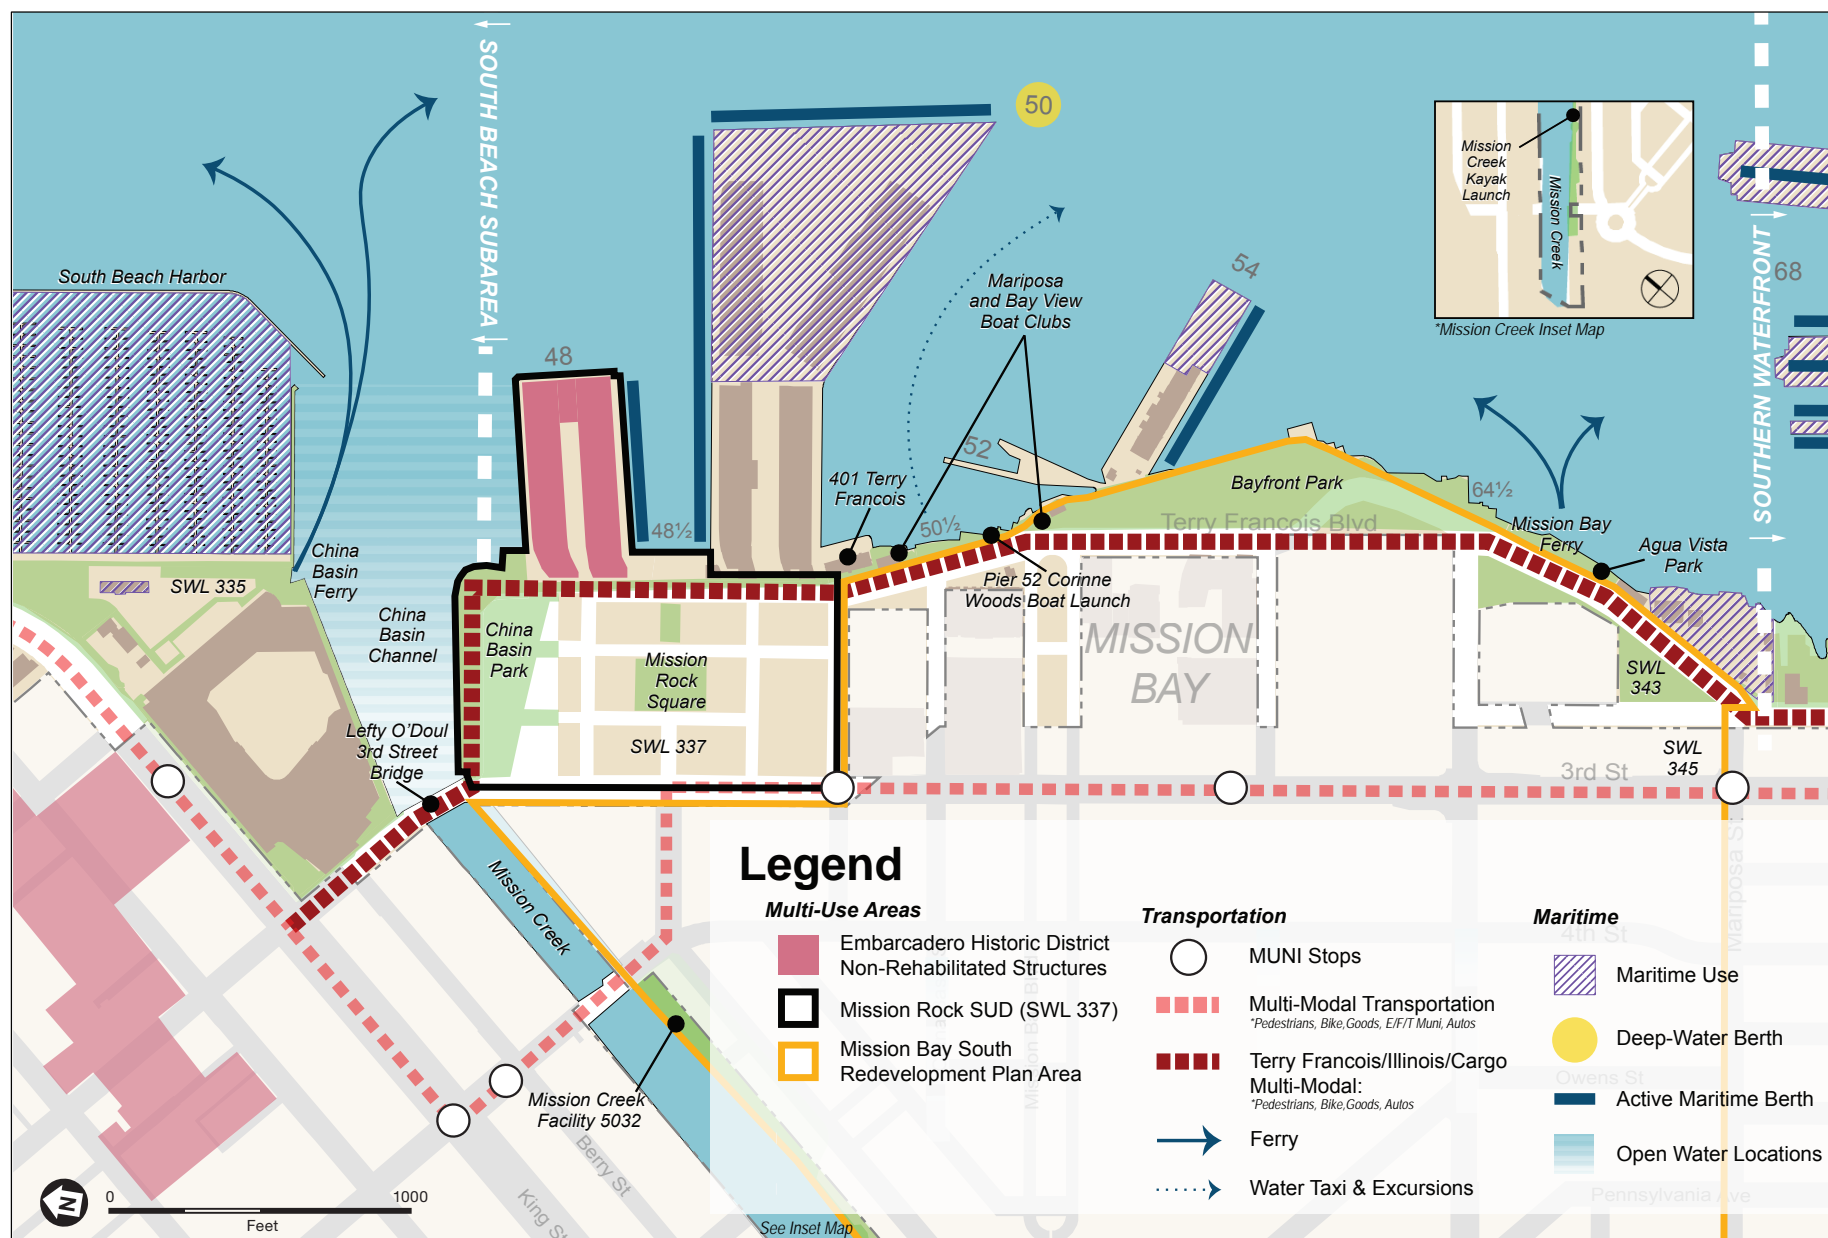 SOUTH BEACH SUBAREA
50
Mission
Creek
Kayak
Launch
Mission Creek
*Mission Creek Inset Map
SOUTHERN WATERFRONT
68
South Beach Harbor
48
Mariposa
and Bay View
Boat Clubs
54
52
401 Terry
Francois
48½
50½
Bayfront Park
64½
Terry Francois Blvd
Mission Bay
Ferry
Agua Vista
Park
China
Basin
Ferry
SWL 335
China
Basin
Channel
China
Basin
Park
Pier 52 Corinne
Woods Boat Launch
MISSION
BAY
Mission
Rock
Square
SWL
343
SWL 337
Lefty O'Doul
3rd Street
Bridge
SWL
345
3rd St
Mariposa St
Mission Creek
Mission Creek
Facility 5032
Berry St
King St
See Inset Map
N
0
1000
Feet
Legend
Multi-Use Areas
Embarcadero Historic District
Non-Rehabilitated Structures
Mission Rock SUD (SWL 337)
Mission Bay South
Redevelopment Plan Area
Transportation
MUNI Stops
Multi-Modal Transportation
*Pedestrians, Bike,Goods, E/F/T Muni, Autos
Terry Francois/Illinois/Cargo
Multi-Modal:
*Pedestrians, Bike,Goods, Autos
Ferry
Water Taxi & Excursions
Maritime
4th St
Maritime Use
Deep-Water Berth
Owens St
Active Maritime Berth
Open Water Locations
Pennsylvania Ave